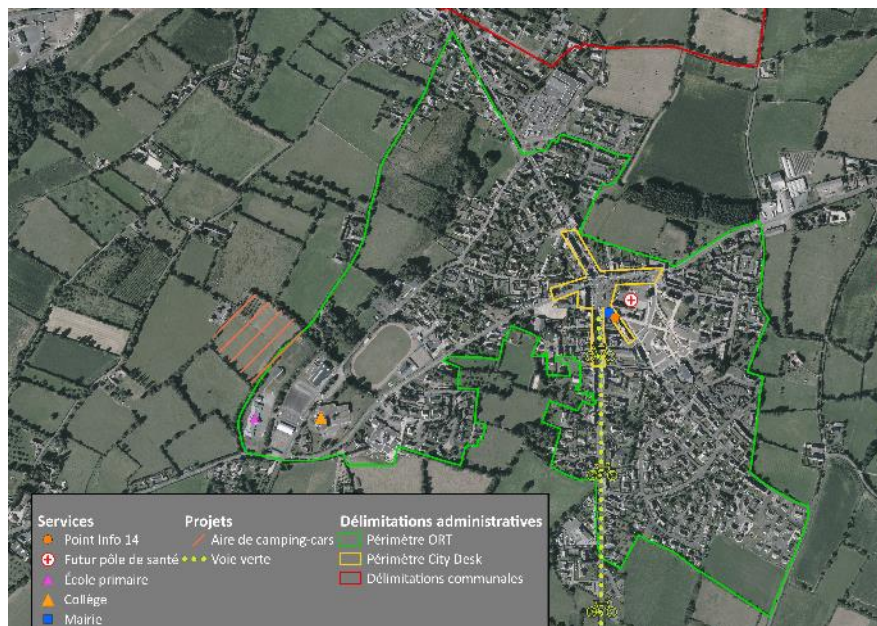 Services
Point Info 14
Futur pôle de santé
École primaire
Collège
Mairie
Projets
Aire de camping-cars
Voie verte
Délimitations administratives
Périmètre ORT
Périmètre City Desk
Délimitations communales